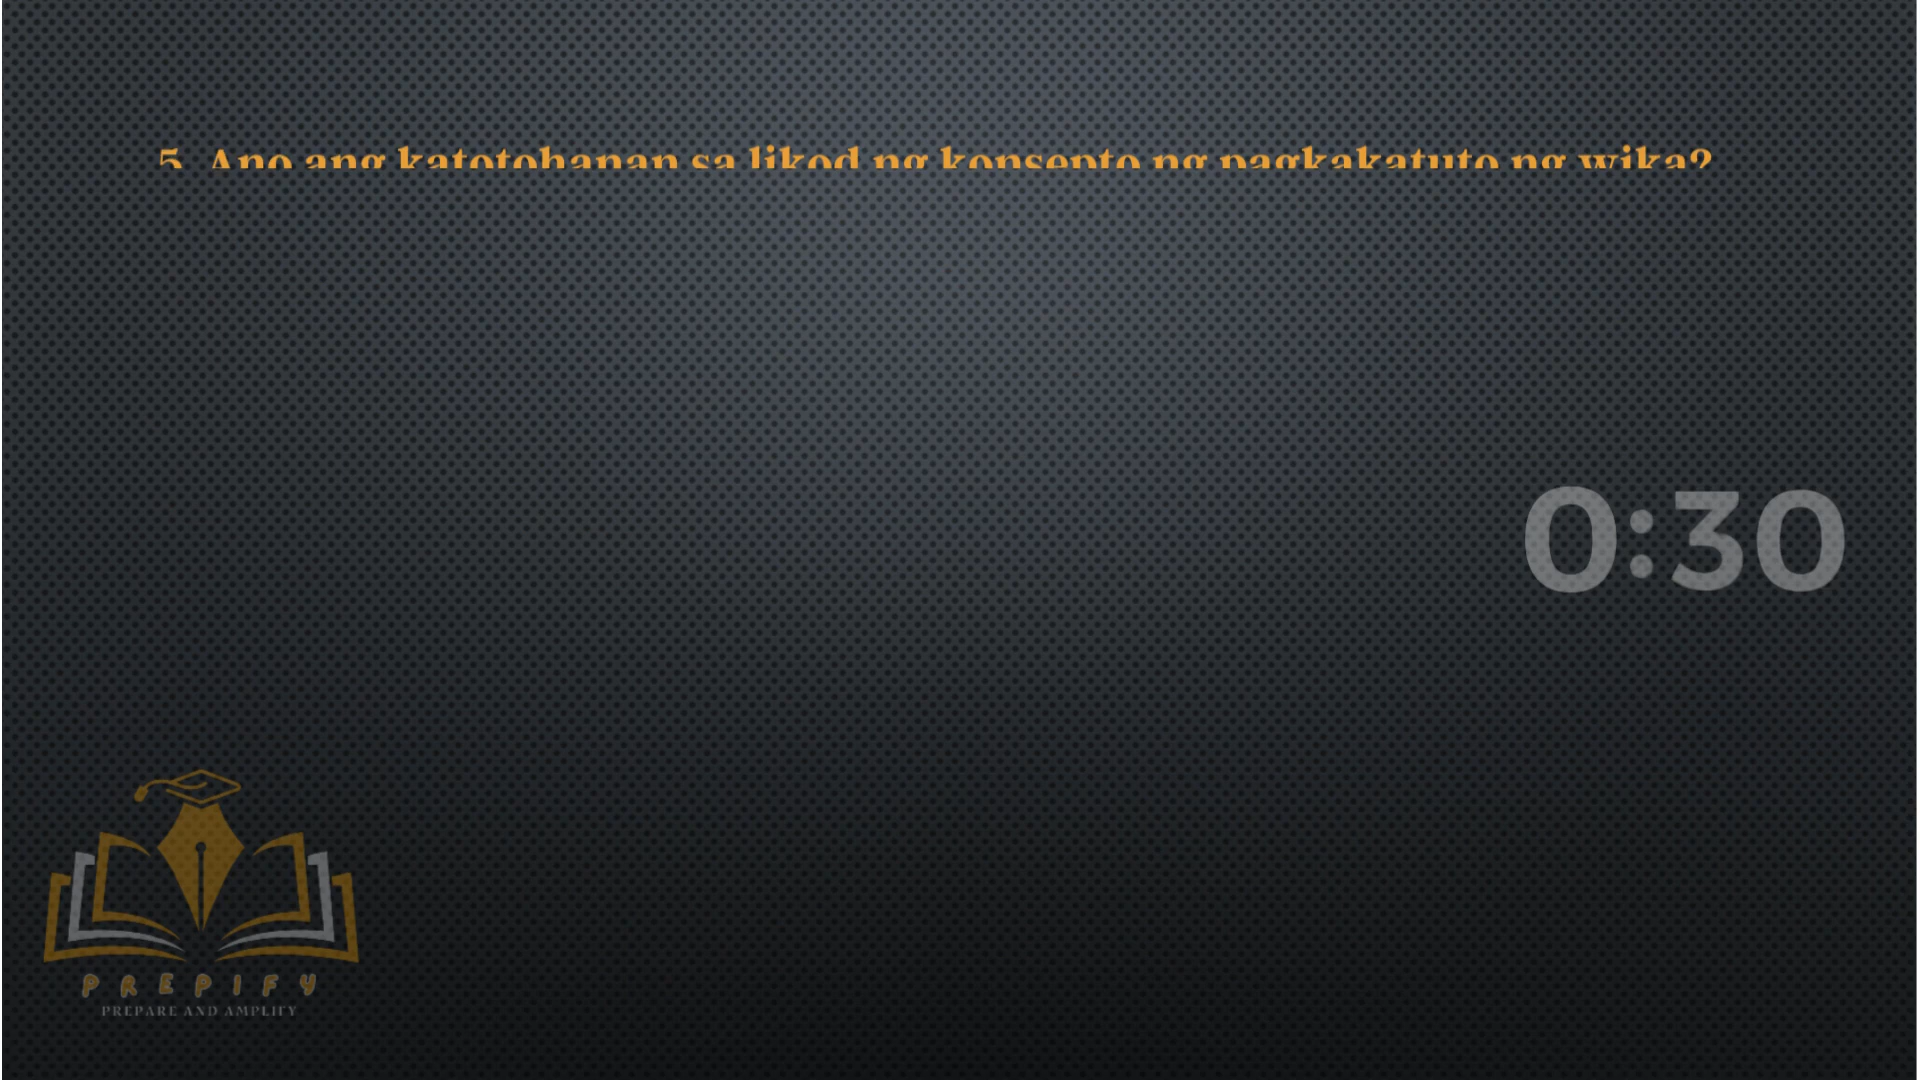 5. Ano ang katotohanan sa likod ng konsepto ng pagkakatuto ng wika?
0:30
PREPIFY
PREPARE AND AMPLIFY